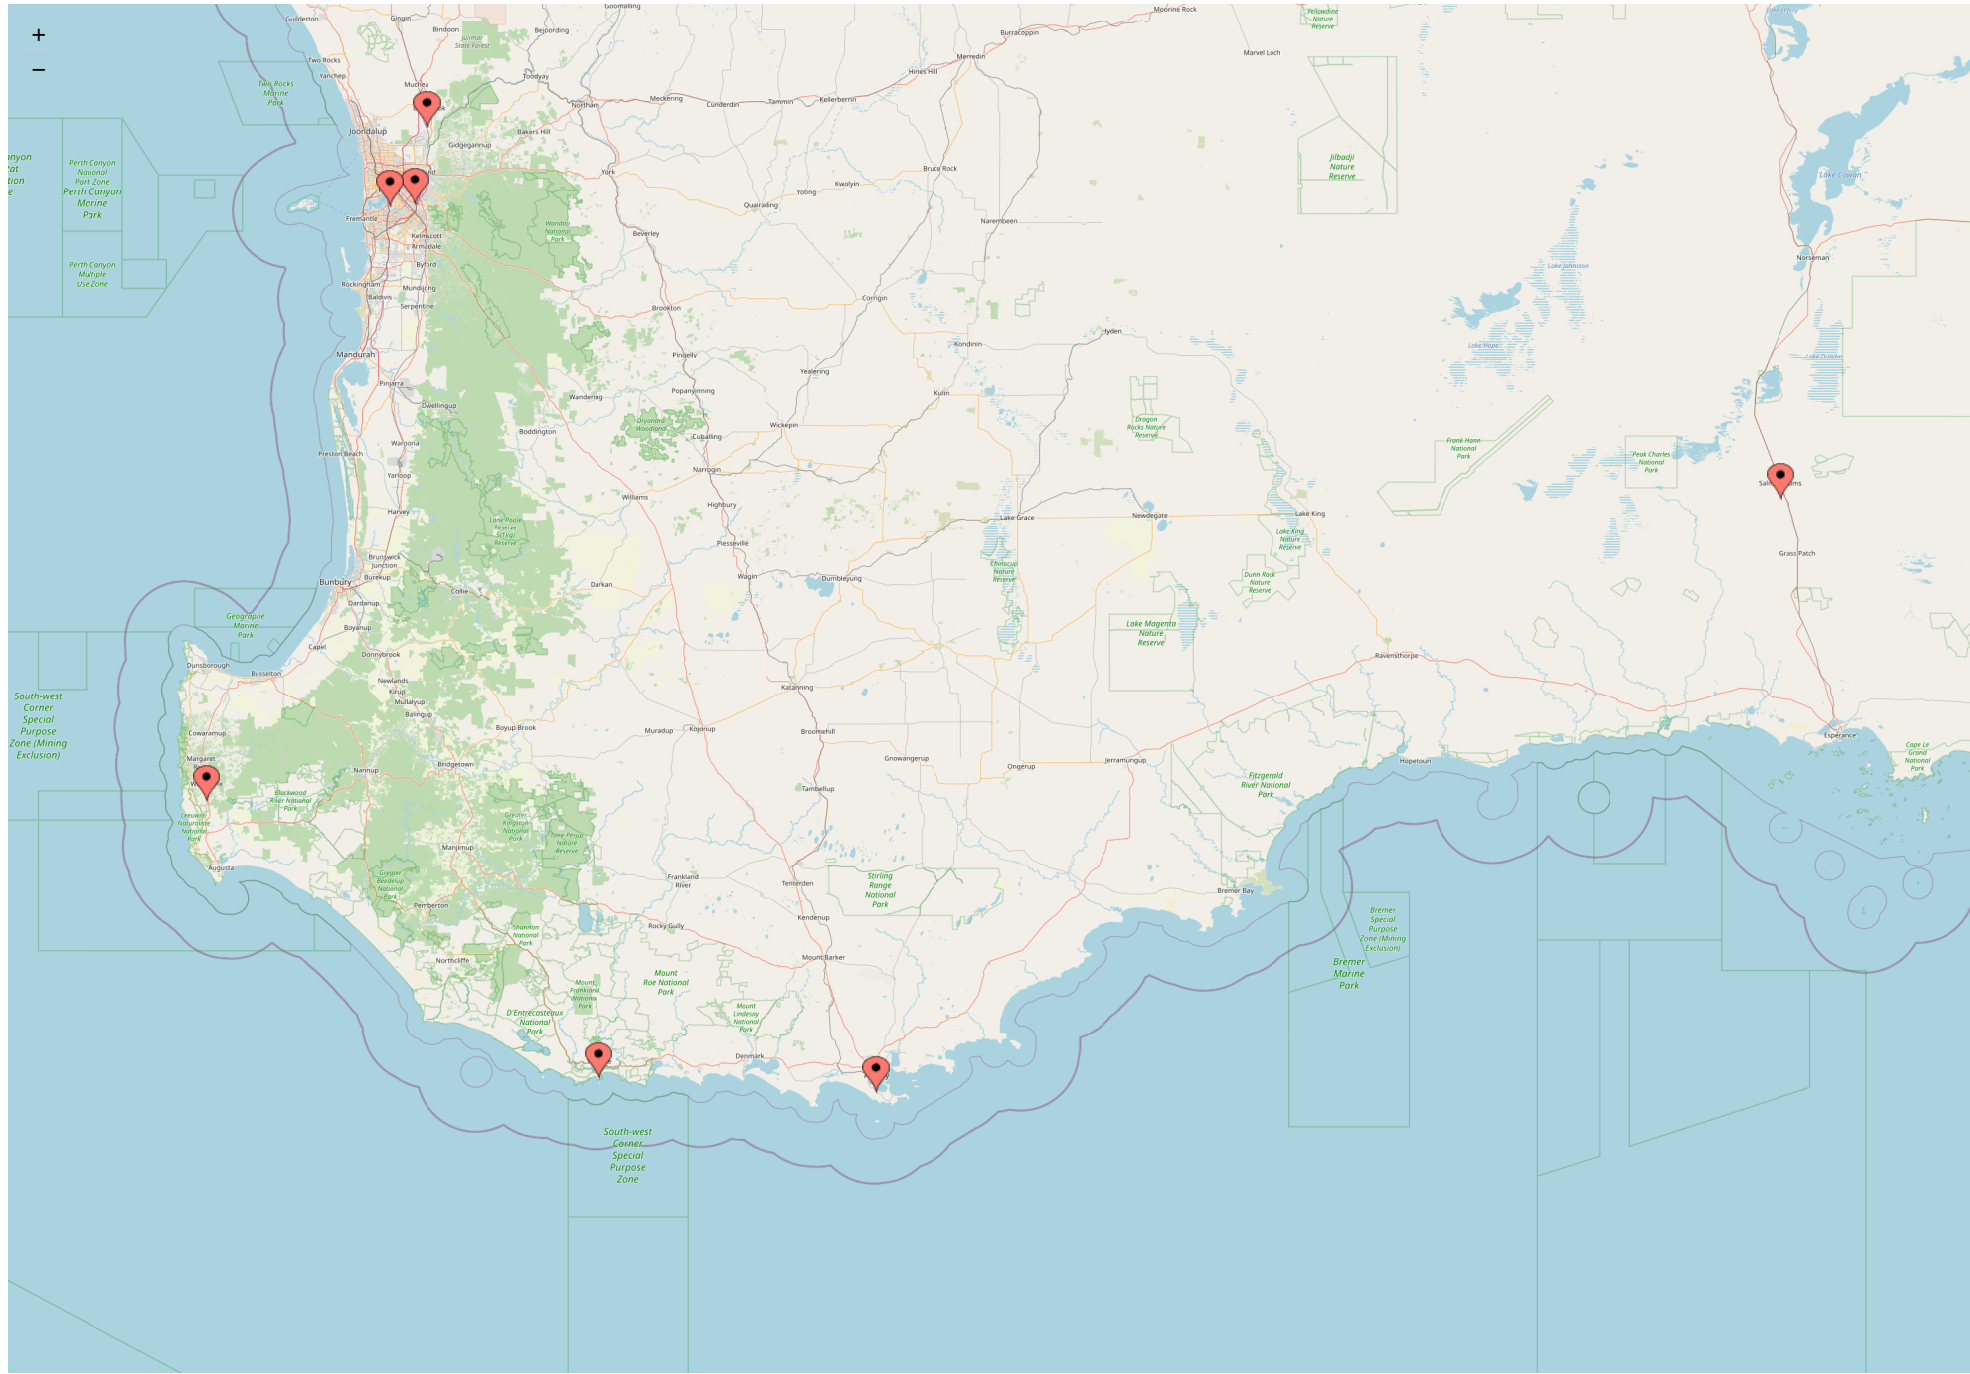 +
−
Guilderton
Gingin
Goomalling
Bindoon
Bejoording
Julimar
State Forest
Moorine Rock
Burracoppin
Yellowdine
Nature
Reserve
Lake Lefroy
Two Rocks
Yanchep
Muchea
Toodyay
Merredin
Hines Hill
Marvel Loch
Two Rocks
Marine
Park
Northam
Meckering
Cunderdin
Tammin
Kellerberrin
Joondalup
Bakers Hill
Gidgegannup
Perth Canyon
National
Park Zone
Perth Canyon
Marine
Park
York
Kwolyin
Yoting
Bruce Rock
Quairading
Jilbadji
Nature
Reserve
Lake Cowan
Fremantle
Kelmscott
Armadale
Wandoo
National
Park
Beverley
Narembeen
Perth Canyon
Multiple
Use Zone
Byford
Rockingham
Mundijong
Baldivis
Serpentine
Norseman
Lake Johnston
Brookton
Corrigin
Mandurah
Pingelly
Kondinin
Hyden
Lake Hope
Lake Dundas
Pinjarra
Yealering
Popanyinning
Wandering
Kulin
Dwellingup
Boddington
Dryandra
Woodland
Cuballing
Wickepin
Dragon
Rocks Nature
Reserve
Waroona
Preston Beach
Yarloop
Narrogin
Frank Hann
National
Park
Peak Charles
National
Park
Williams
Highbury
Harvey
Lane Poole
Reserve
Lake Grace
Newdegate
Lake King
Lake King
Nature
Reserve
Piesseville
Grass Patch
Brunswick
Junction
Bunbury
Burekup
Collie
Darkan
Wagin
Dumbleyung
Chinocup
Nature
Reserve
Dunn Rock
Nature
Reserve
Dardanup
Geographe
Marine
Park
Boyanup
Capel
Donnybrook
Lake Magenta
Nature
Reserve
Dunsborough
Busselton
Newlands
Kirup
Mullalyup
Balingup
Katanning
Ravensthorpe
South-west
Corner
Special
Purpose
Zone (Mining
Exclusion)
Cowaramup
Boyup Brook
Muradup
Kojonup
Broomehill
Esperance
Margaret
Nannup
Bridgetown
Gnowangerup
Ongerup
Jerramungup
Hopetoun
Cape Le
Grand
National
Park
Blackwood
River National
Park
Tambellup
Fitzgerald
River National
Park
Leeuwin
Naturaliste
National
Park
Greater
Kingston
National
Park
Tone-Perup
Nature
Reserve
Manjimup
Augusta
Greater
Beedelup
National
Park
Frankland
River
Tenterden
Stirling
Range
National
Park
Bremer Bay
Pemberton
Kendenup
Bremer
Special
Purpose
Zone (Mining
Exclusion)
Shannon
National
Park
Rocky Gully
Northcliffe
Mount Barker
Bremer
Marine
Park
Mount
Frankland
National
Park
Mount
Roe National
Park
Mount
Lindesay
National
Park
D'Entrecasteaux
National
Park
Denmark
South-west
Corner
Special
Purpose
Zone